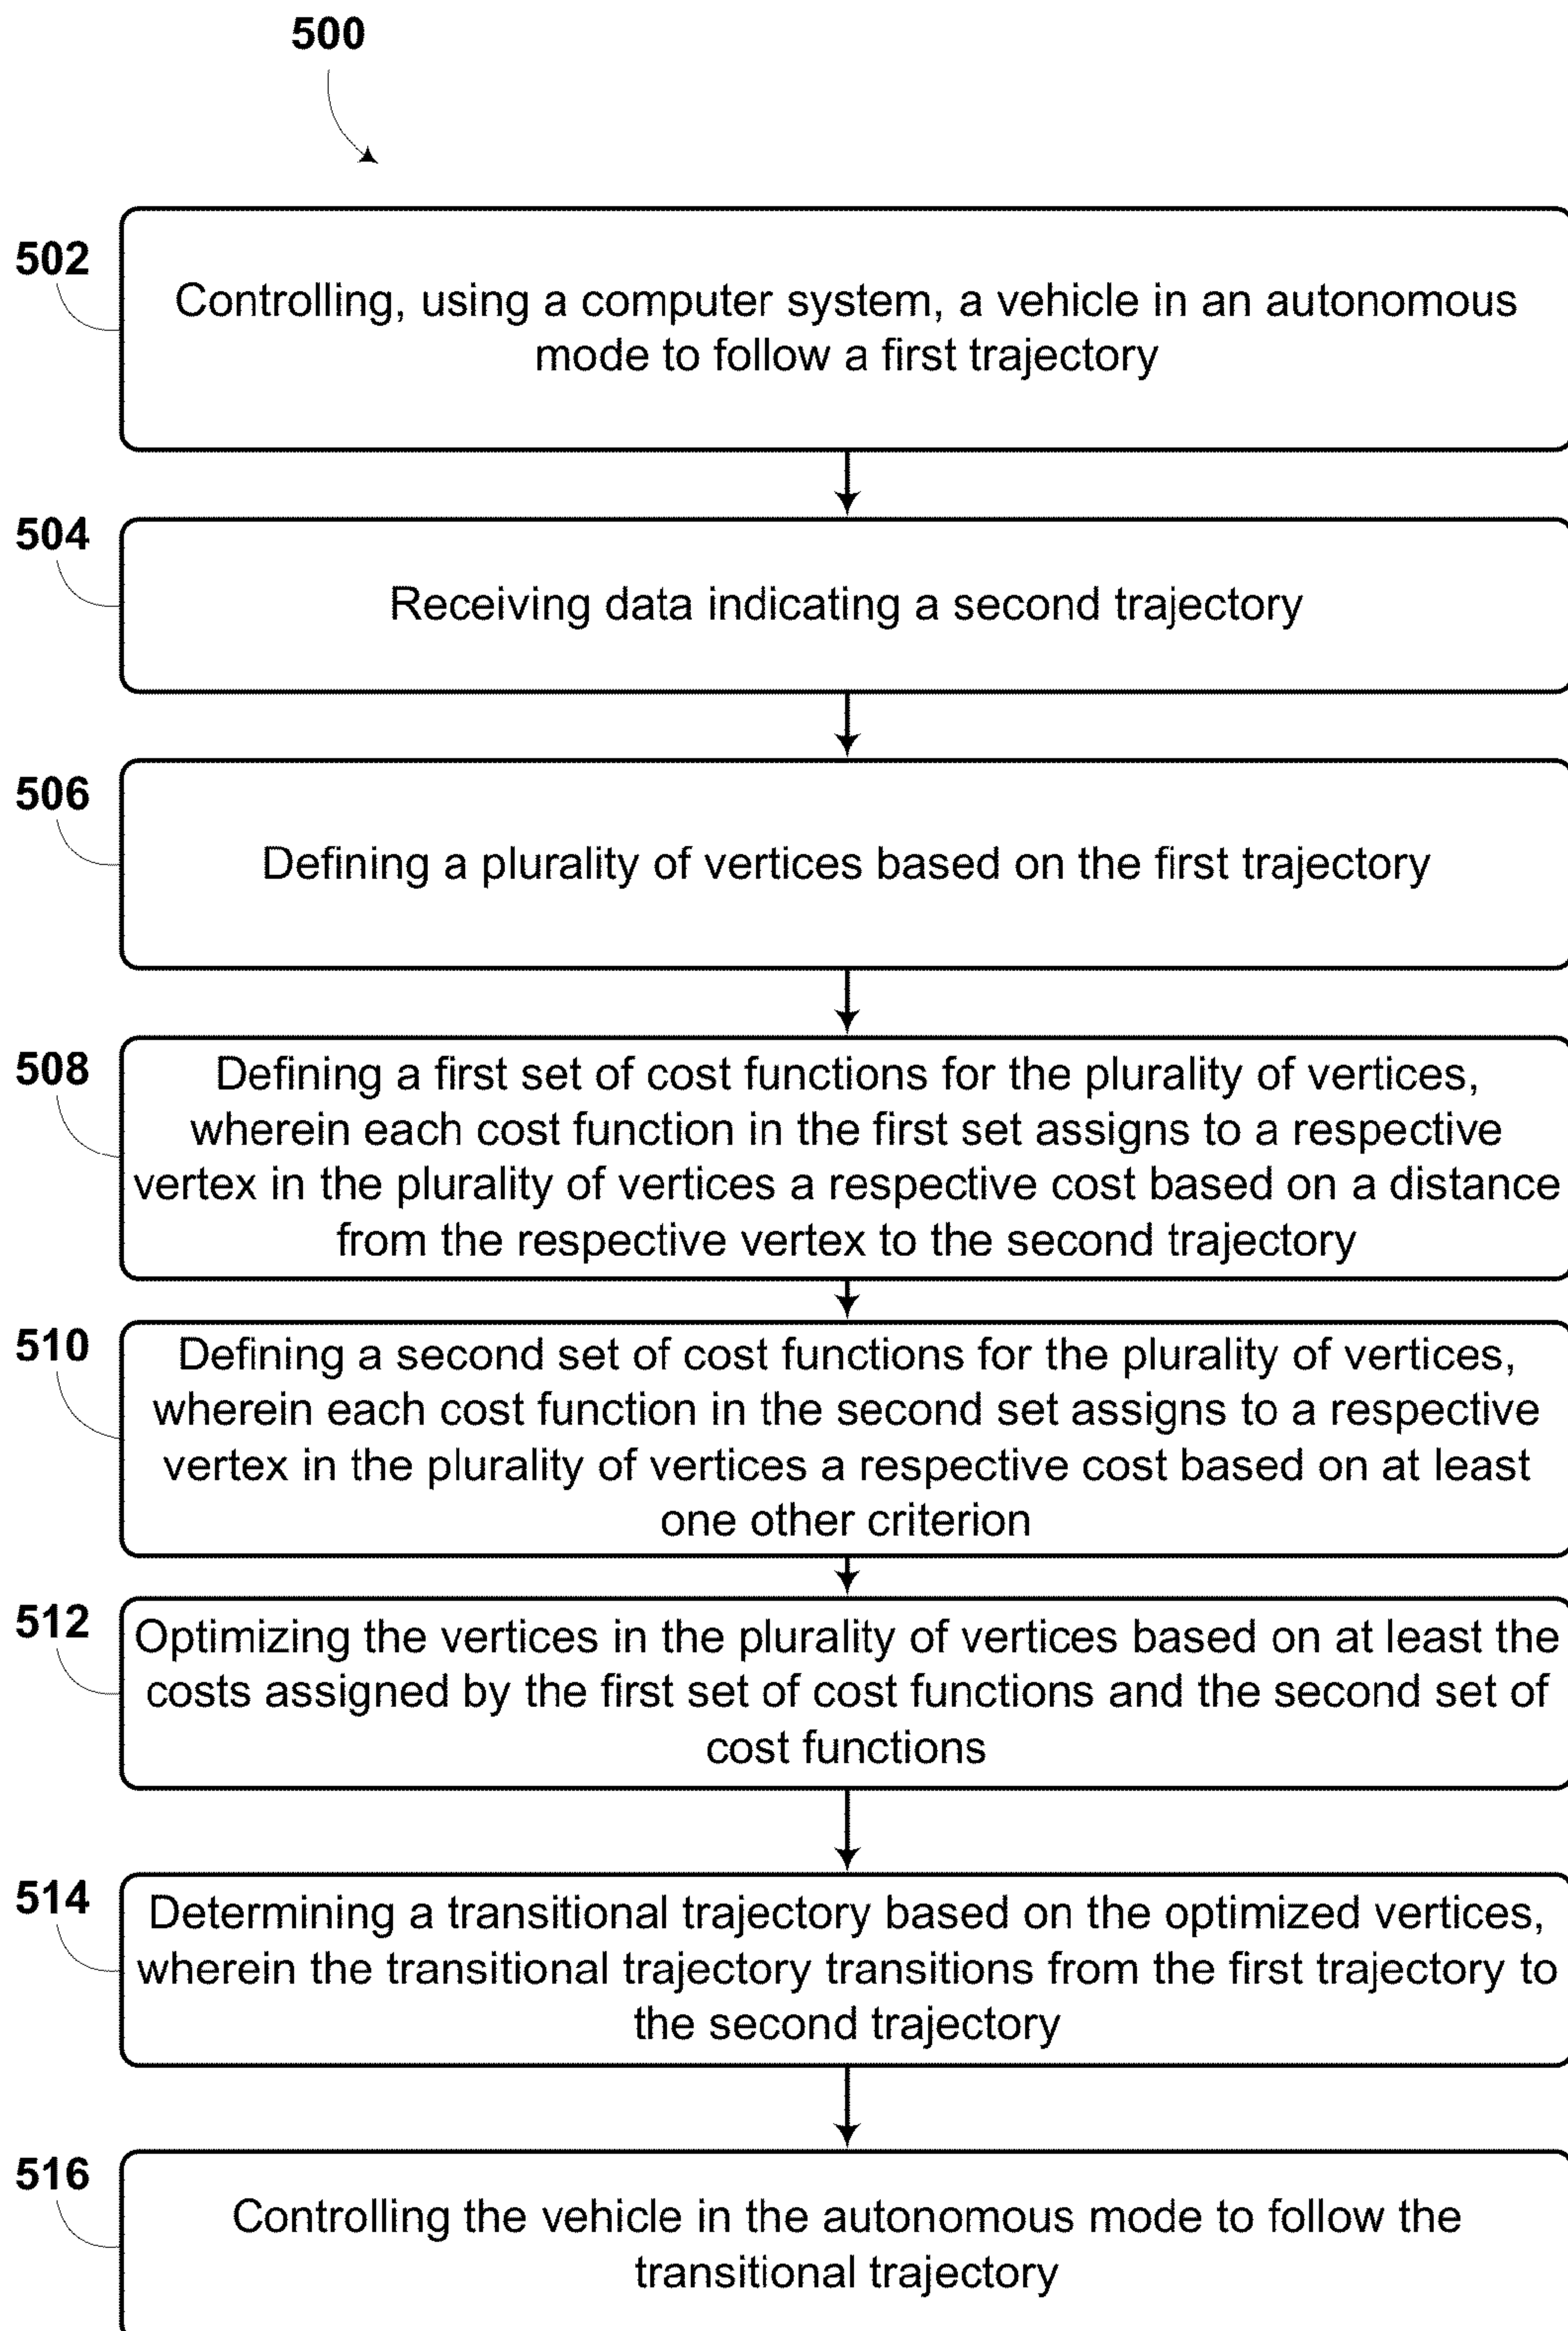 500
502
Controlling, using a computer system, a vehicle in an autonomous
mode to follow a first trajectory
504
Receiving data indicating a second trajectory
506
Defining a plurality of vertices based on the first trajectory
508
Defining a first set of cost functions for the plurality of vertices,
wherein each cost function in the first set assigns to a respective
vertex in the plurality of vertices a respective cost based on a distance
from the respective vertex to the second trajectory
510
Defining a second set of cost functions for the plurality of vertices,
wherein each cost function in the second set assigns to a respective
vertex in the plurality of vertices a respective cost based on at least
one other criterion
512
Optimizing the vertices in the plurality of vertices based on at least the
costs assigned by the first set of cost functions and the second set of
cost functions
514
Determining a transitional trajectory based on the optimized vertices,
wherein the transitional trajectory transitions from the first trajectory to
the second trajectory
516
Controlling the vehicle in the autonomous mode to follow the
transitional trajectory